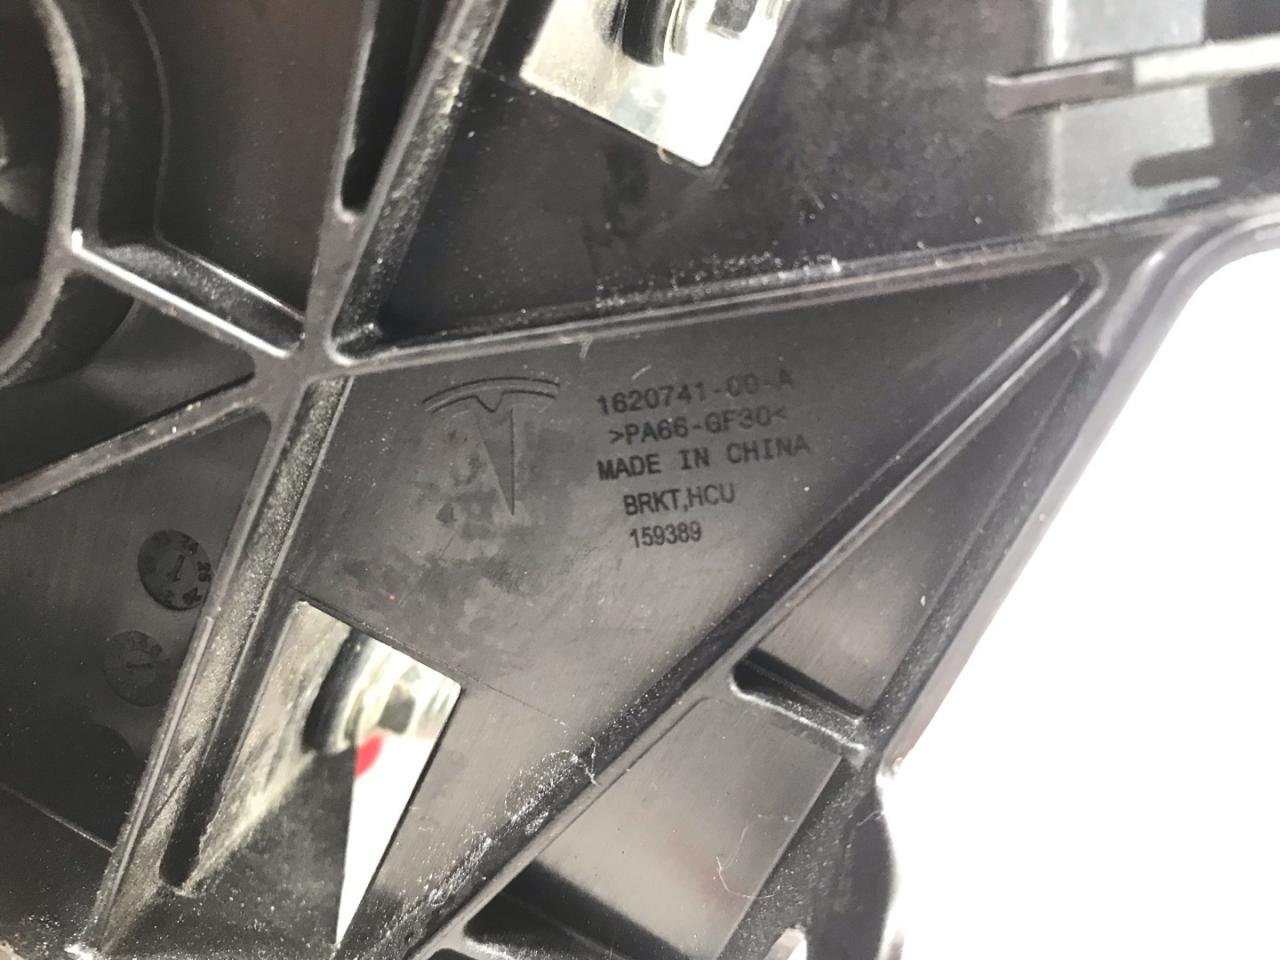 1620741-00-A
>PA66-GF30<
MADE IN CHINA
BRKT,HCU
159389